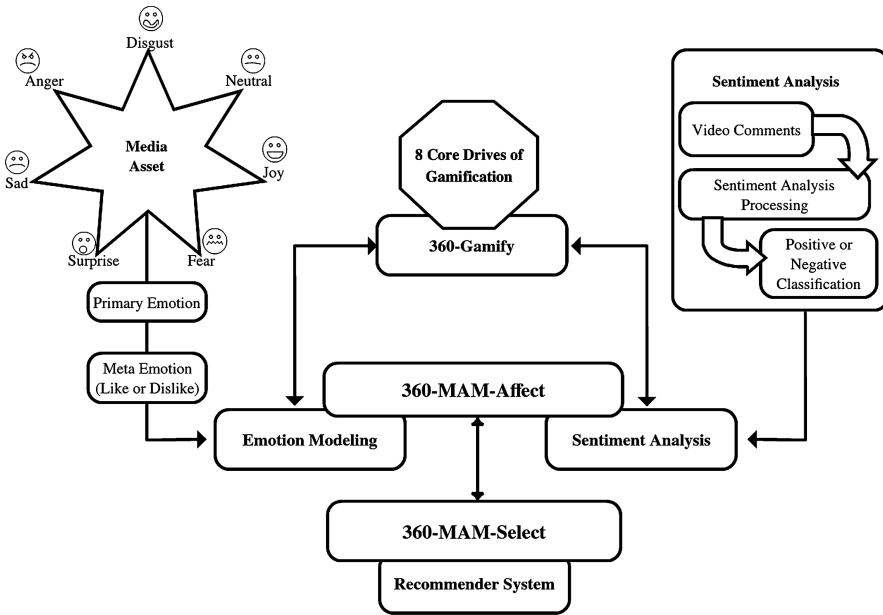 Disgust
Anger
Neutral
Media
Asset
Sad
Joy
Surprise
Fear
Primary Emotion
Meta Emotion
(Like or Dislike)
8 Core Drives of
Gamification
360-Gamify
Sentiment Analysis
Video Comments
Sentiment Analysis
Processing
Positive or
Negative
Classification
360-MAM-Affect
Emotion Modeling
Sentiment Analysis
360-MAM-Select
Recommender System